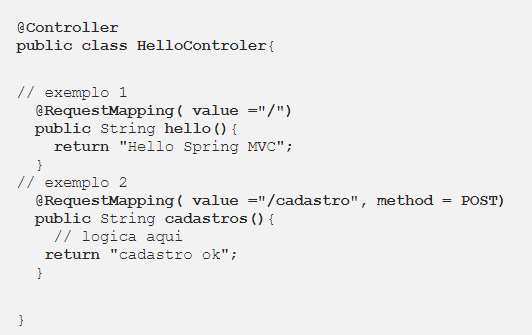 @Controller
public class HelloControler{
// exemplo 1
@RequestMapping( value ="/")
public String hello(){
return "Hello Spring MVC";
}
// exemplo 2
@RequestMapping( value ="/cadastro", method = POST)
public String cadastros(){
// logica aqui
return "cadastro ok";
}
}